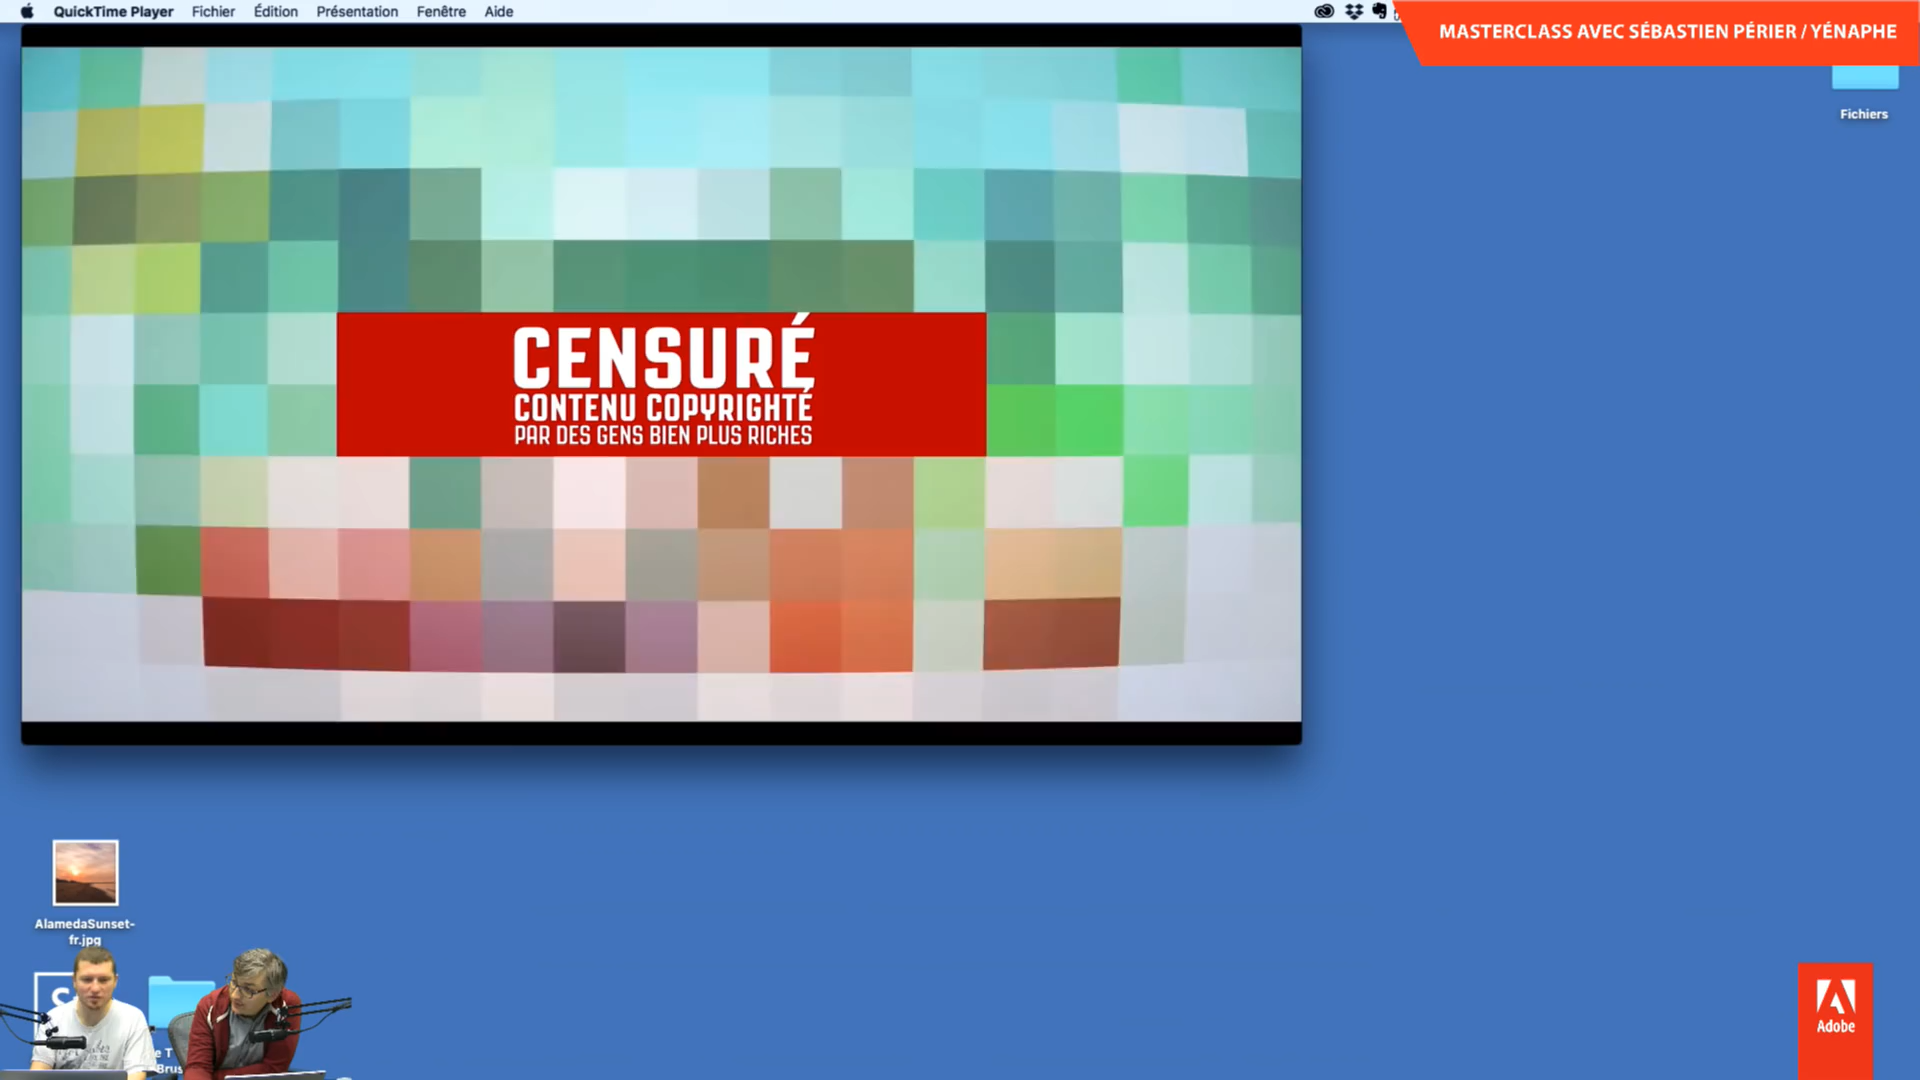 QuickTime Player Fichier Édition Présentation Fenêtre Aide
MASTERCLASS AVEC SÉBASTIEN PÉRIER / YÉNAPHE
Fichiers
CENSURÉ
CONTENU COPYRIGHTÉ
PAR DES GENS BIEN PLUS RICHES
AlamedaSunset-
fr.jpg
Adobe